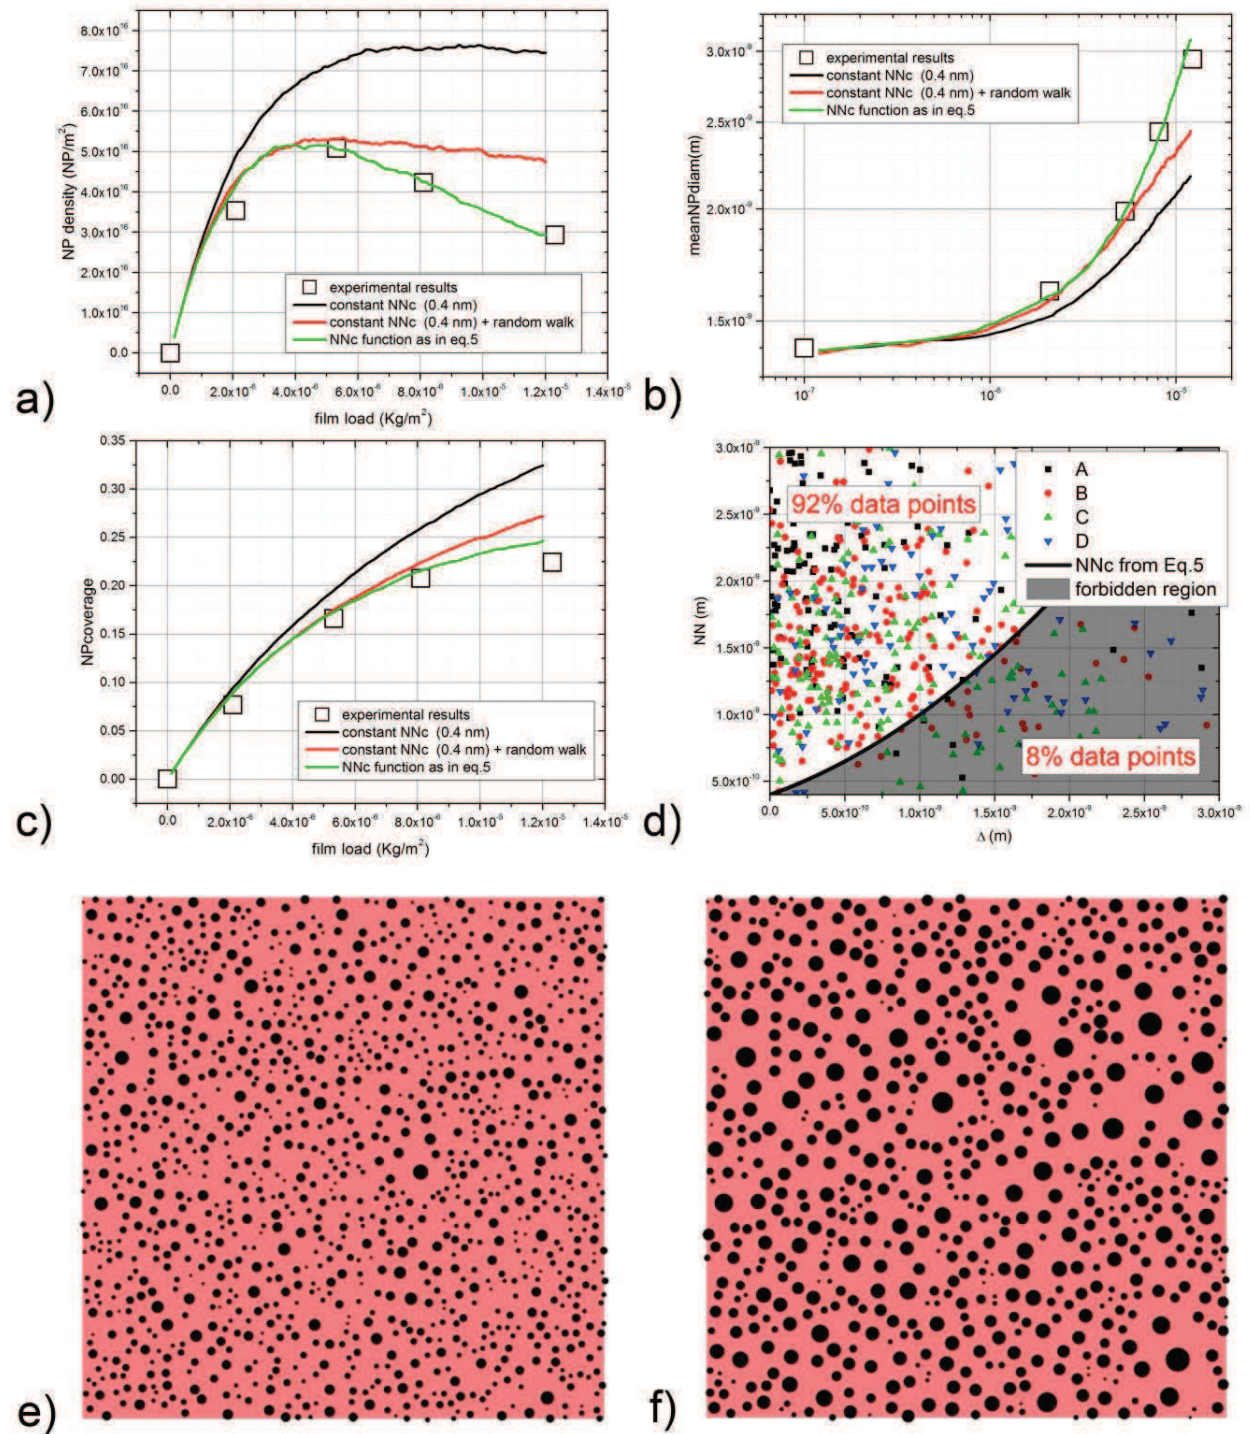 8.0x10^16
7.0x10^16
6.0x10^16
5.0x10^16
4.0x10^16
3.0x10^16
2.0x10^16
1.0x10^16
0.0
NP density (NP/m²)
experimental results
constant NNc (0.4 nm)
constant NNc (0.4 nm) + random walk
NNc function as in eq.5
0.0 2.0x10^-6 4.0x10^-6 6.0x10^-6 8.0x10^-6 1.0x10^-5 1.2x10^-5 1.4x10^-5
film load (Kg/m²)
a)
3.0x10^-9
2.5x10^-9
2.0x10^-9
1.5x10^-9
meanNPdiam(m)
experimental results
constant NNc (0.4 nm)
constant NNc (0.4 nm) + random walk
NNc function as in eq.5
10^-7 10^-6 10^-5
b)
0.35
0.30
0.25
0.20
0.15
0.10
0.05
0.00
NPcoverage
experimental results
constant NNc (0.4 nm)
constant NNc (0.4 nm) + random walk
NNc function as in eq.5
0.0 2.0x10^-6 4.0x10^-6 6.0x10^-6 8.0x10^-6 1.0x10^-5 1.2x10^-5 1.4x10^-5
film load (Kg/m²)
c)
3.0x10^-9
2.5x10^-9
2.0x10^-9
1.5x10^-9
1.0x10^-9
5.0x10^-10
NN (m)
92% data points
A
B
C
D
NNc from Eq.5
forbidden region
8% data points
0.0 5.0x10^-10 1.0x10^-9 1.5x10^-9 2.0x10^-9 2.5x10^-9 3.0x10^-9
Δ (m)
d)
e)
f)